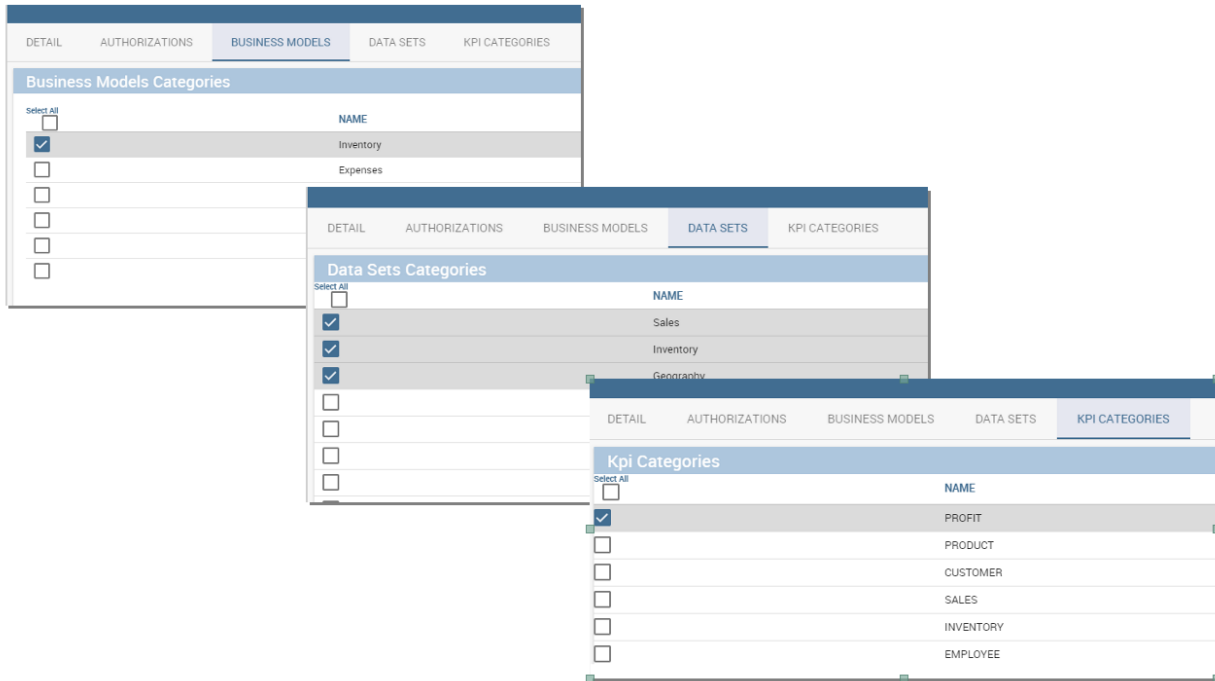 DETAIL AUTHORIZATIONS BUSINESS MODELS DATA SETS KPI CATEGORIES
Business Models Categories
Select All
NAME
Inventory
Expenses
DETAIL AUTHORIZATIONS BUSINESS MODELS DATA SETS KPI CATEGORIES
Data Sets Categories
Select All
NAME
Sales
Inventory
Geography
DETAIL AUTHORIZATIONS BUSINESS MODELS DATA SETS KPI CATEGORIES
Kpi Categories
Select All
NAME
PROFIT
PRODUCT
CUSTOMER
SALES
INVENTORY
EMPLOYEE